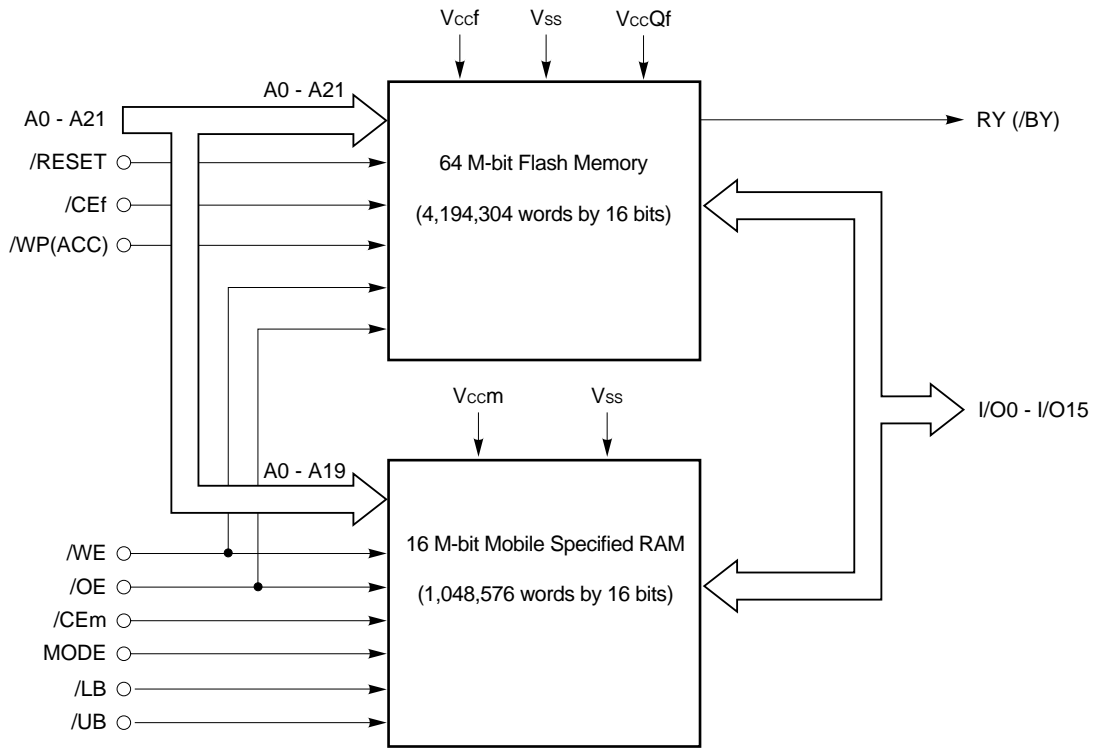 VCCf VSS VCCQf
A0 - A21
A0 - A21
RY (/BY)
/RESET
64 M-bit Flash Memory
/CEf
(4,194,304 words by 16 bits)
/WP(ACC)
VCCm VSS
I/O0 - I/O15
A0 - A19
/WE
16 M-bit Mobile Specified RAM
/OE
(1,048,576 words by 16 bits)
/CEm
MODE
/LB
/UB